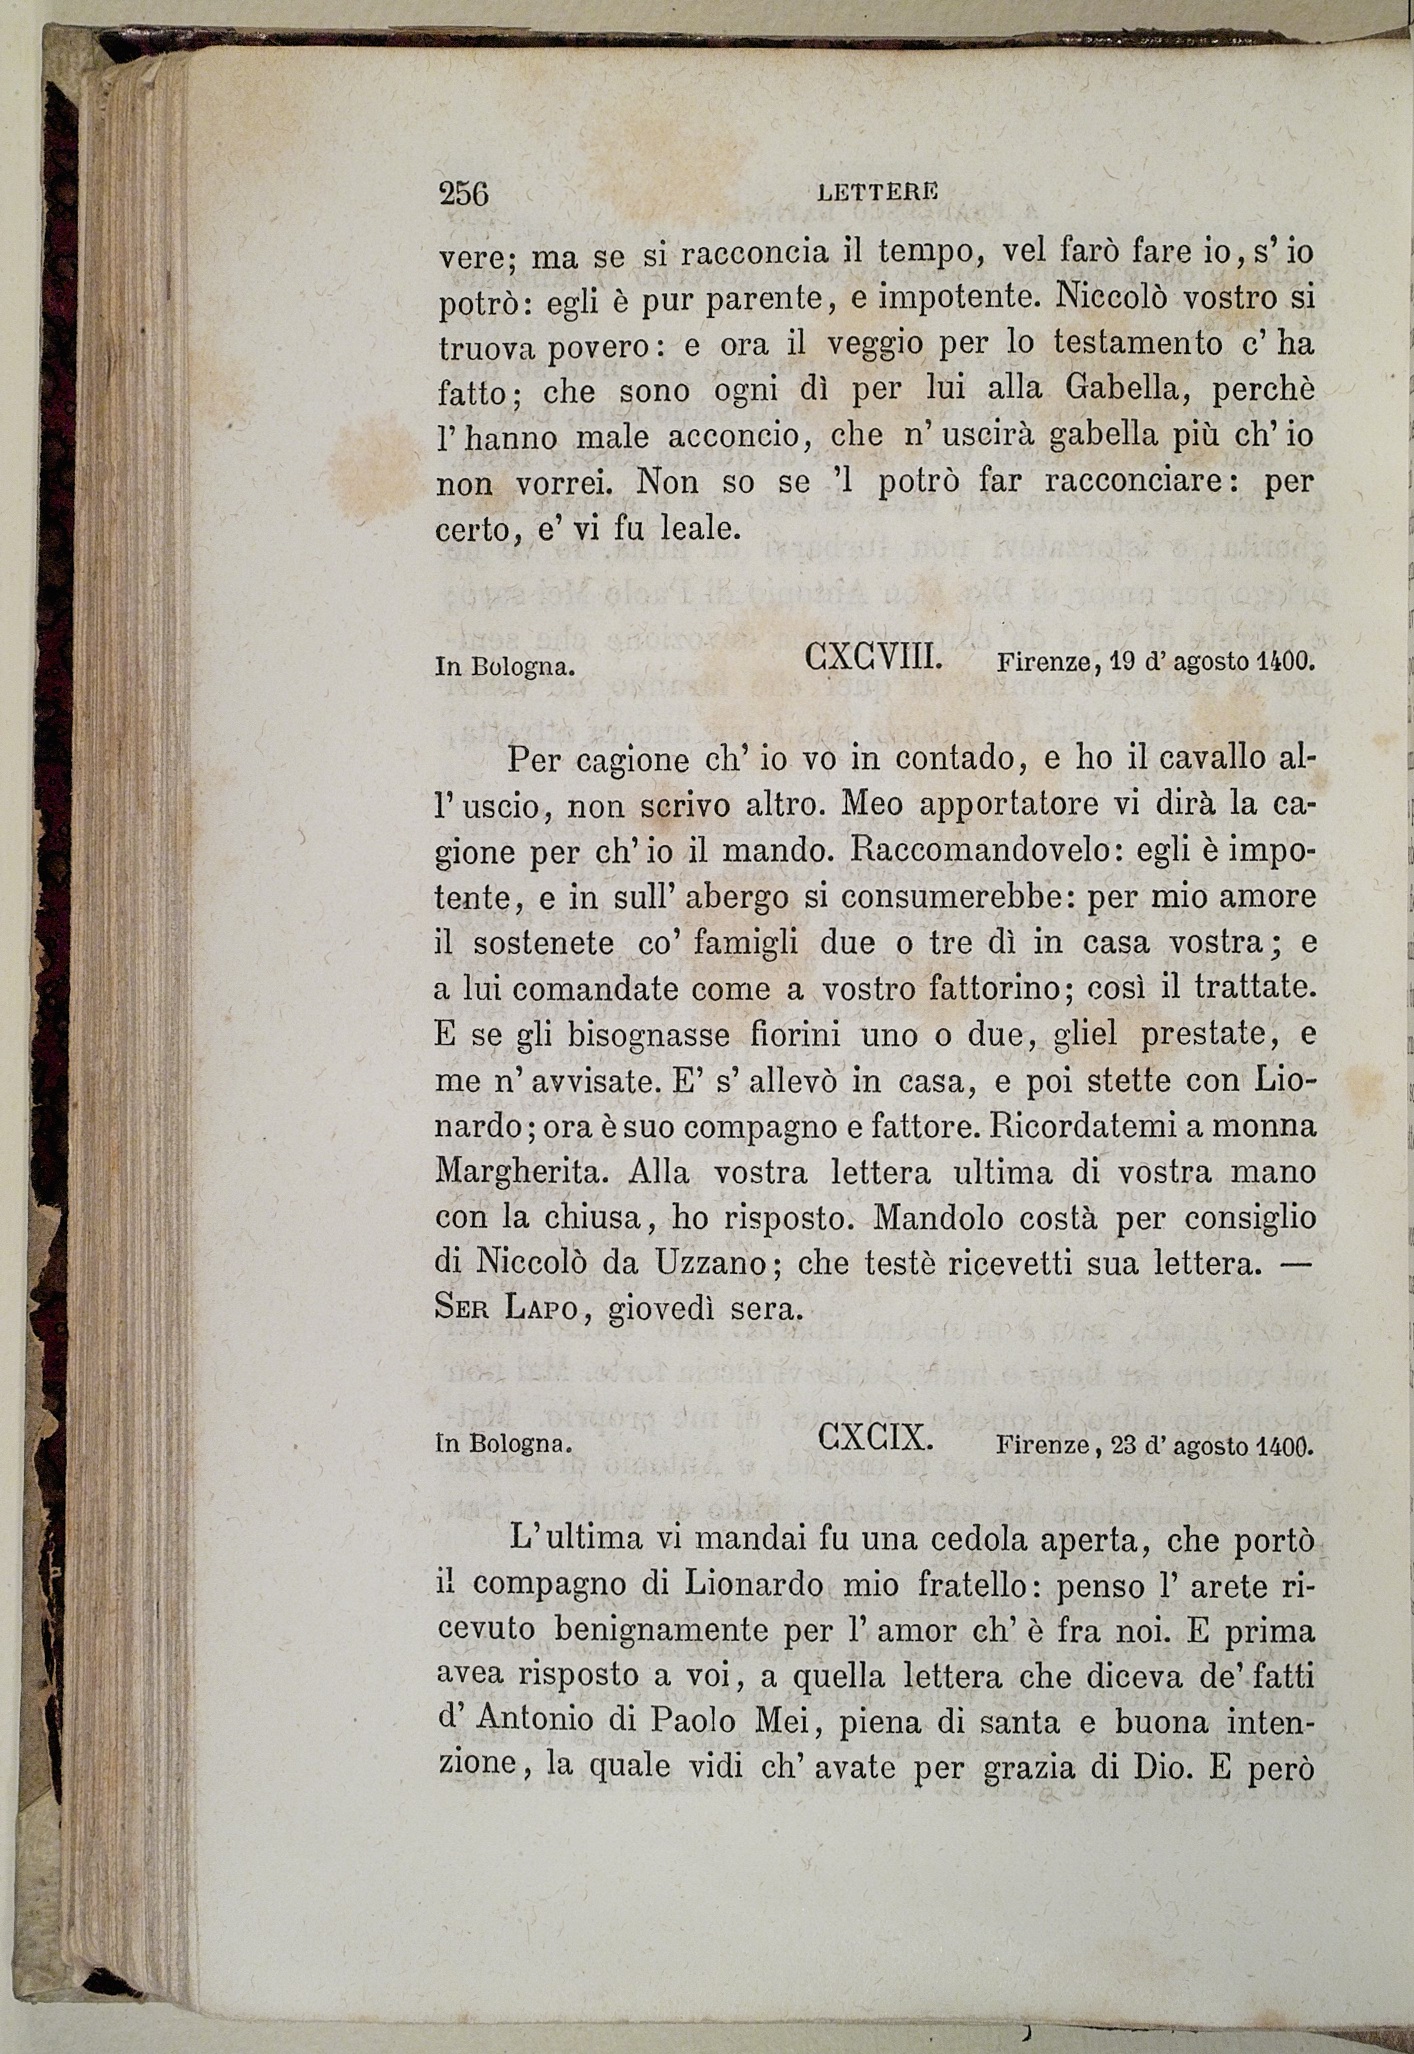 256 LETTERE
vere; ma se si racconcia il tempo, vel farò fare io, s' io
potrò: egli è pur parente, e impotente. Niccolò vostro si
truova povero: e ora il veggio per lo testamento c' ha
fatto; che sono ogni dì per lui alla Gabella, perchè
l' hanno male acconcio, che n' uscirà gabella più ch' io
non vorrei. Non so se 'l potrò far racconciare: per
certo, e' vi fu leale.
In Bologna. CXCVIII. Firenze, 19 d' agosto 1400.
Per cagione ch' io vo in contado, e ho il cavallo al-
l' uscio, non scrivo altro. Meo apportatore vi dirà la ca-
gione per ch' io il mando. Raccomandovelo: egli è impo-
tente, e in sull' abergo si consumerebbe: per mio amore
il sostenete co' famigli due o tre dì in casa vostra; e
a lui comandate come a vostro fattorino; così il trattate.
E se gli bisognasse fiorini uno o due, gliel prestate, e
me n' avvisate. E' s' allevò in casa, e poi stette con Lio-
nardo; ora è suo compagno e fattore. Ricordatemi a monna
Margherita. Alla vostra lettera ultima di vostra mano
con la chiusa, ho risposto. Mandolo costà per consiglio
di Niccolò da Uzzano; che testè ricevetti sua lettera. —
SER LAPO, giovedì sera.
In Bologna. CXCIX. Firenze, 23 d' agosto 1400.
L' ultima vi mandai fu una cedola aperta, che portò
il compagno di Lionardo mio fratello: penso l' arete ri-
cevuto benignamente per l' amor ch' è fra noi. E prima
avea risposto a voi, a quella lettera che diceva de' fatti
d' Antonio di Paolo Mei, piena di santa e buona inten-
zione, la quale vidi ch' avate per grazia di Dio. E però